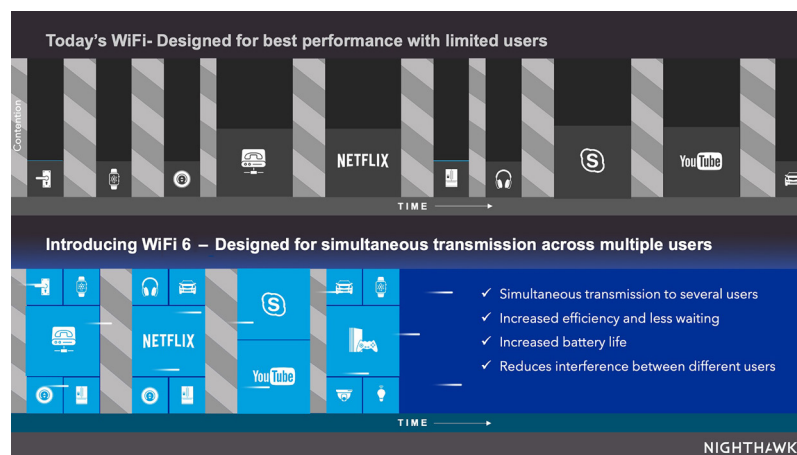 Today's WiFi- Designed for best performance with limited users
Contention
NETFLIX
S
YouTube
TIME
Introducing WiFi 6 – Designed for simultaneous transmission across multiple users
NETFLIX
S
YouTube
✓ Simultaneous transmission to several users
✓ Increased efficiency and less waiting
✓ Increased battery life
✓ Reduces interference between different users
TIME
NIGHTHAWK